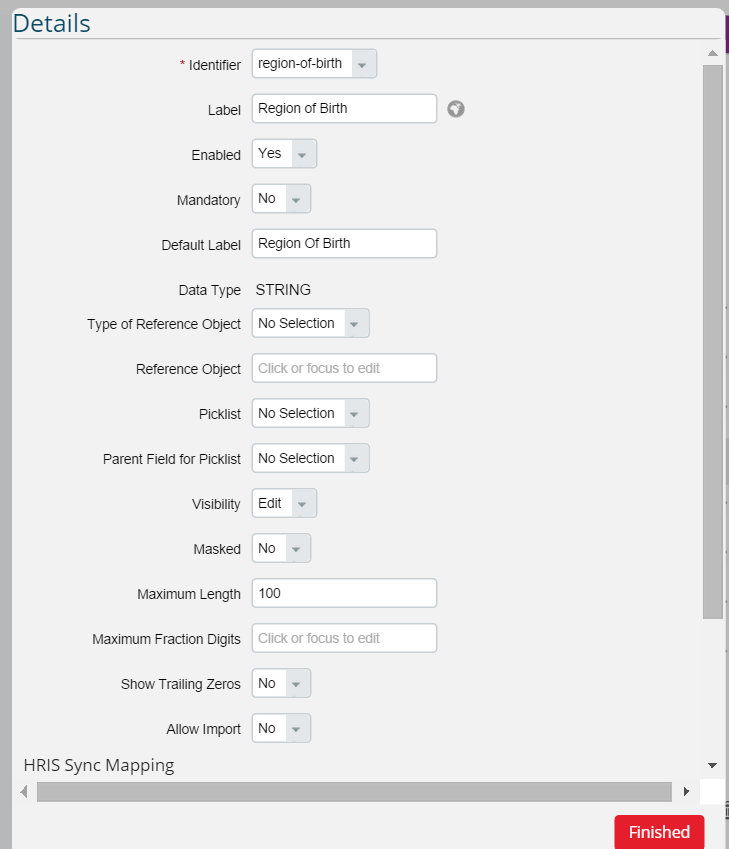 Details
* Identifier region-of-birth
Label Region of Birth
Enabled Yes
Mandatory No
Default Label Region Of Birth
Data Type STRING
Type of Reference Object No Selection
Reference Object Click or focus to edit
Picklist No Selection
Parent Field for Picklist No Selection
Visibility Edit
Masked No
Maximum Length 100
Maximum Fraction Digits Click or focus to edit
Show Trailing Zeros No
Allow Import No
HRIS Sync Mapping
Finished